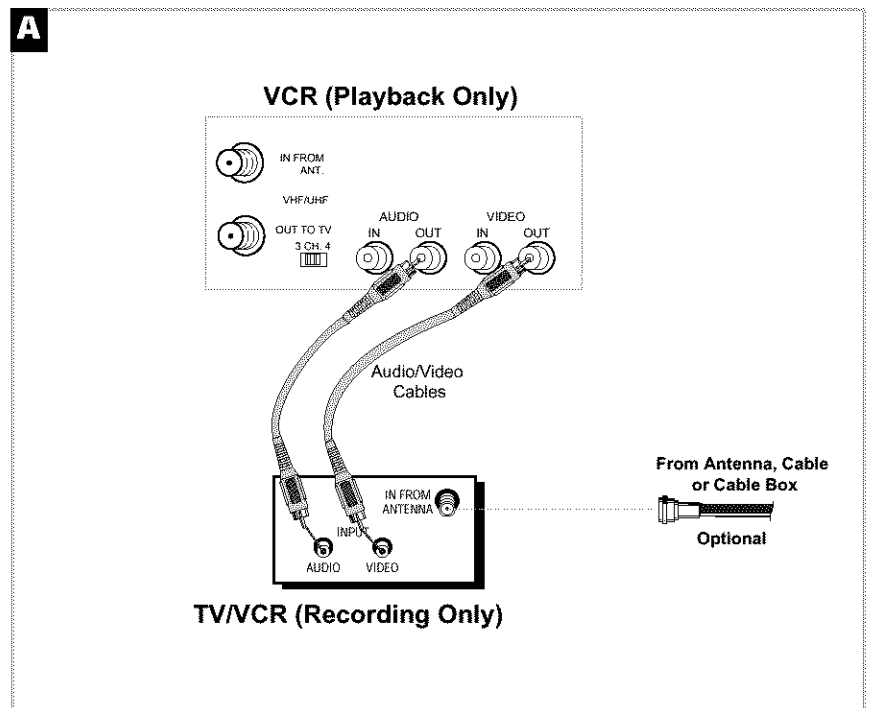 A
VCR (Playback Only)
IN FROM
ANT.
VHF/UHF
OUT TO TV
3 CH. 4
AUDIO
IN OUT
VIDEO
IN OUT
Audio/Video
Cables
IN FROM
ANTENNA
INPUT
AUDIO VIDEO
From Antenna, Cable
or Cable Box
Optional
TV/VCR (Recording Only)